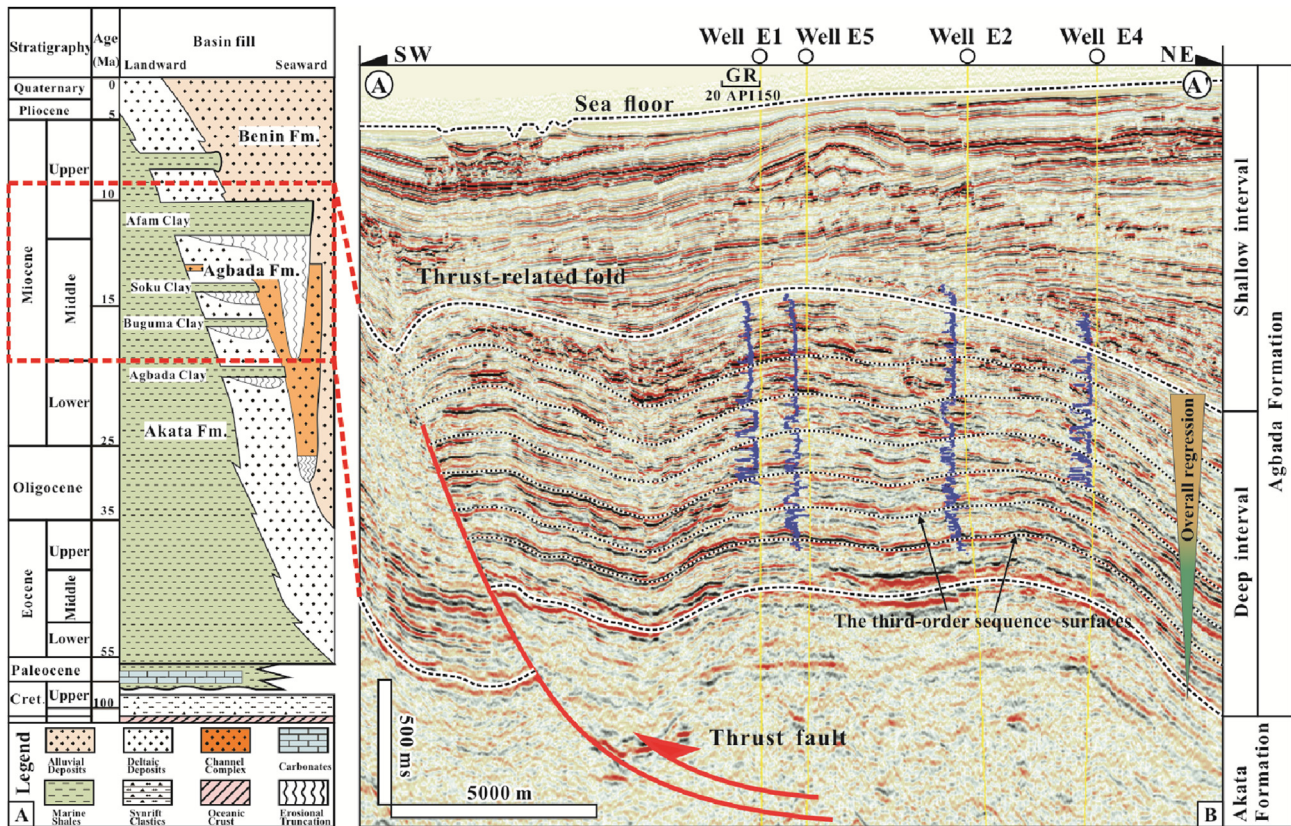 Stratigraphy
Age
(Ma)
Basin fill
Landward
Seaward
Quaternary
0
Pliocene
5
Benin Fm.
Upper
10
Afam Clay
Miocene
Middle
Agbada Fm.
Soku Clay
15
Buguma Clay
Agbada Clay
Lower
Akata Fm.
25
Oligocene
35
Eocene
Upper
Middle
Lower
55
Paleocene
Cret.
Upper
100
Legend
A
Alluvial
Deposits
Deltaic
Deposits
Channel
Complex
Carbonates
Marine
Shales
Synrift
Clastics
Oceanic
Crust
Erosional
Truncation
Well E1
Well E5
Well E2
Well E4
SW
NE
A
A'
GR
20 API 150
Sea floor
Thrust-related fold
The third-order sequence surfaces
Overall regression
Thrust fault
500 ms
5000 m
B
Shallow interval
Deep interval
Agbada Formation
Akata
Formation